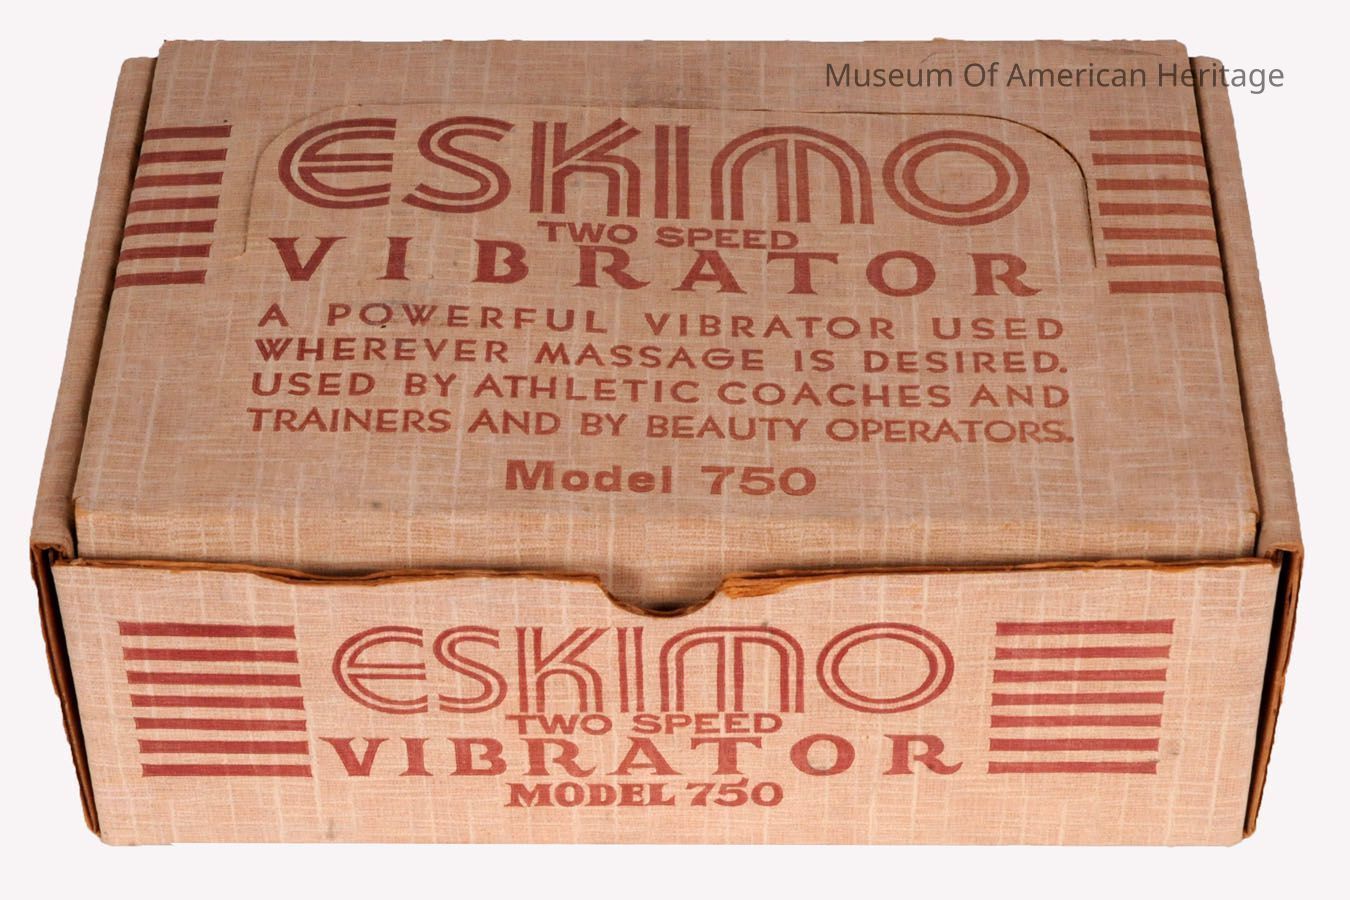 Museum Of American Heritage
ESKIMO
TWO SPEED
VIBRATOR
A POWERFUL VIBRATOR USED
WHEREVER MASSAGE IS DESIRED.
USED BY ATHLETIC COACHES AND
TRAINERS AND BY BEAUTY OPERATORS.
Model 750
ESKIMO
TWO SPEED
VIBRATOR
MODEL 750